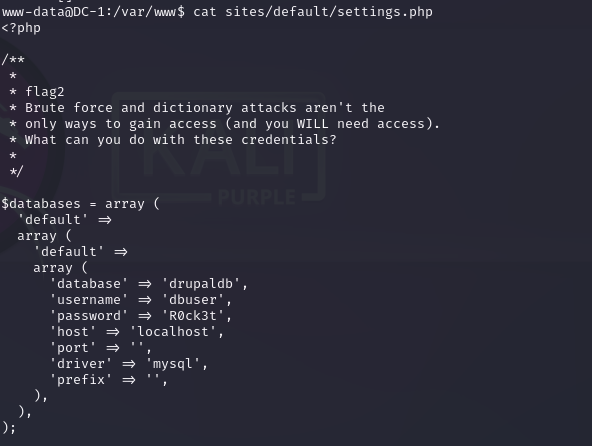 www-data@DC-1:/var/www$ cat sites/default/settings.php
<?php

/**
 *
 * flag2
 * Brute force and dictionary attacks aren't the
 * only ways to gain access (and you WILL need access).
 * What can you do with these credentials?
 *
 */

$databases = array (
  'default' =>
  array (
    'default' =>
    array (
      'database' => 'drupaldb',
      'username' => 'dbuser',
      'password' => 'R0ck3t',
      'host' => 'localhost',
      'port' => '',
      'driver' => 'mysql',
      'prefix' => '',
    ),
  ),
);
KALI
PURPLE